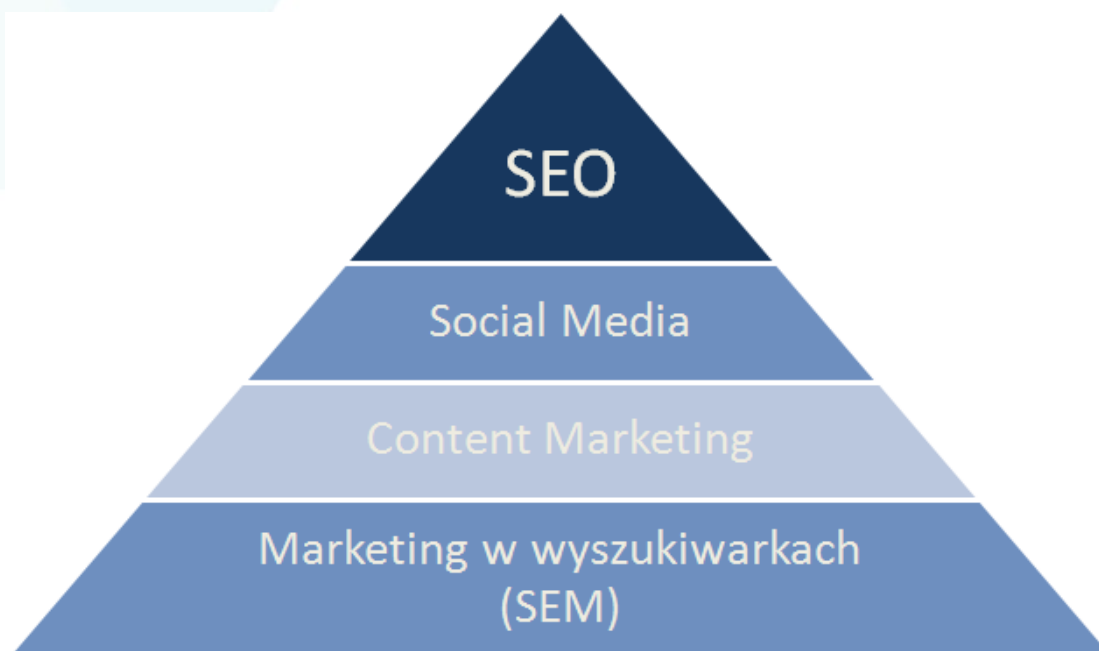 SEO
Social Media
Content Marketing
Marketing w wyszukiwarkach
(SEM)